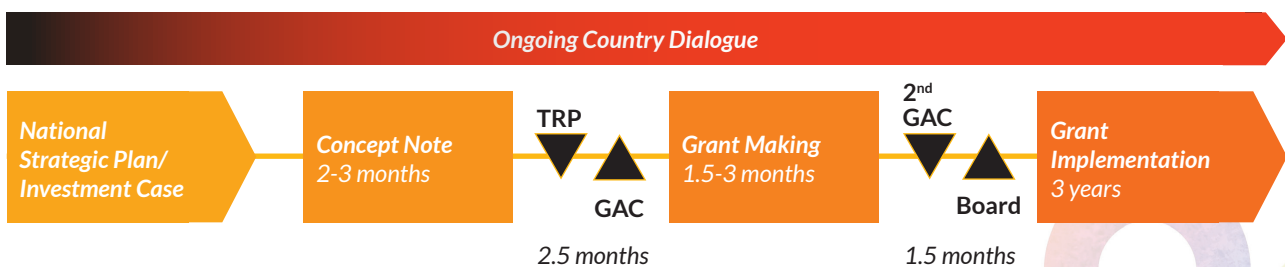 Ongoing Country Dialogue
National
Strategic Plan/
Investment Case
Concept Note
2-3 months
TRP
GAC
2.5 months
Grant Making
1.5-3 months
2nd
GAC
Board
1.5 months
Grant
Implementation
3 years